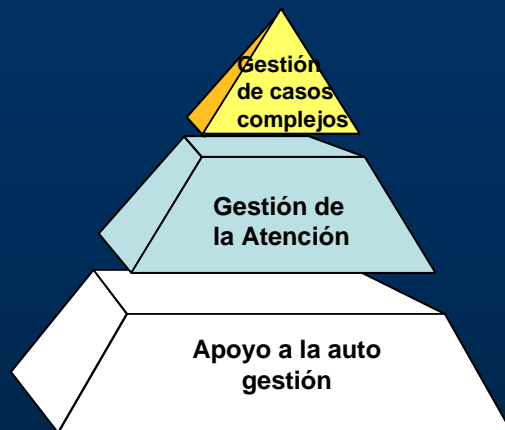 Gestión
de casos
complejos
Gestión de
la Atención
Apoyo a la auto
gestión